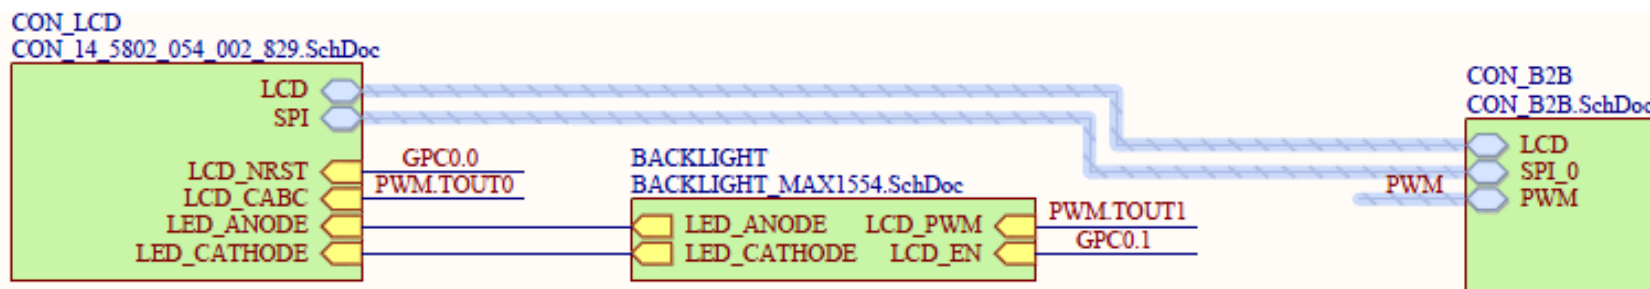 CON_LCD
CON_14_5802_054_002_829.SchDoc
LCD
SPI
LCD_NRST
GPC0.0
LCD_CABC
PWM.TOUT0
LED_ANODE
LED_CATHODE
BACKLIGHT
BACKLIGHT_MAX1554.SchDoc
LED_ANODE LCD_PWM
PWM.TOUT1
LED_CATHODE LCD_EN
GPC0.1
CON_B2B
CON_B2B.SchDoc
LCD
SPI_0
PWM PWM